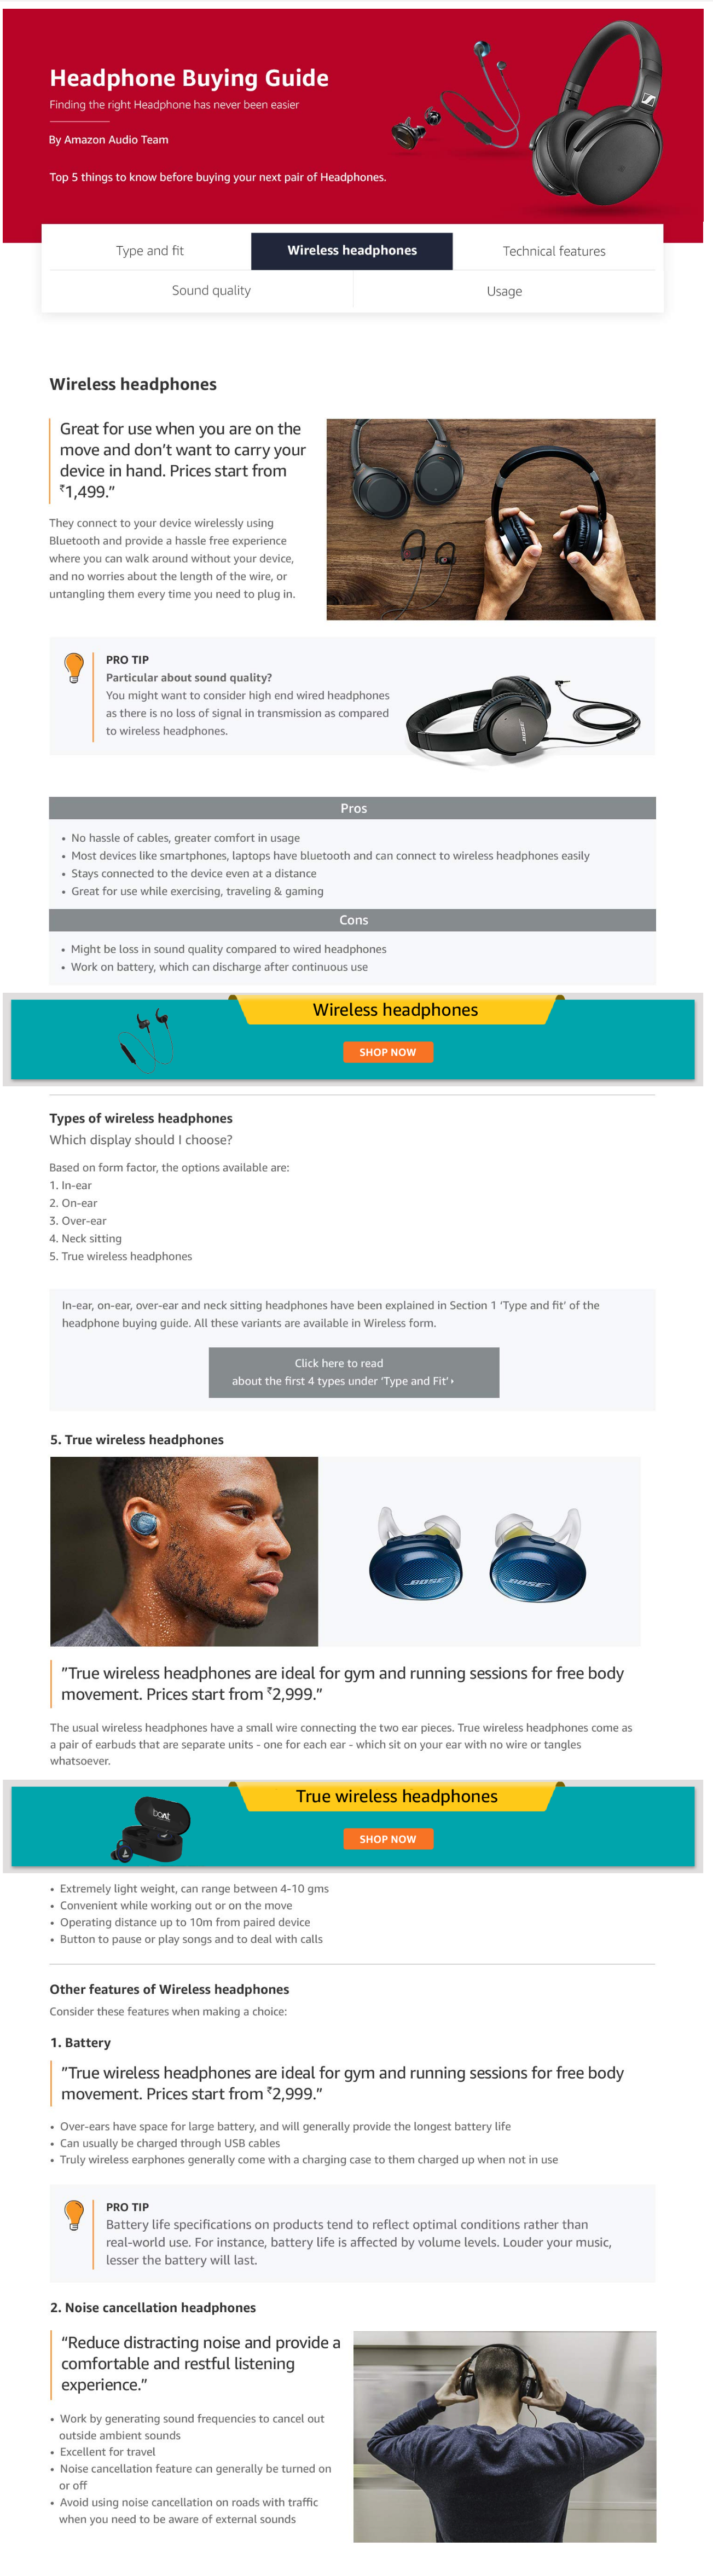 Headphone Buying Guide
Finding the right Headphone has never been easier
By Amazon Audio Team
Top 5 things to know before buying your next pair of Headphones.
Type and fit
Wireless headphones
Technical features
Sound quality
Usage
Wireless headphones
Great for use when you are on the
move and don’t want to carry your
device in hand. Prices start from
₹1,499.”
They connect to your device wirelessly using
Bluetooth and provide a hassle free experience
where you can walk around without your device,
and no worries about the length of the wire, or
untangling them every time you need to plug in.
PRO TIP
Particular about sound quality?
You might want to consider high end wired headphones
as there is no loss of signal in transmission as compared
to wireless headphones.
BOSE
Pros
• No hassle of cables, greater comfort in usage
• Most devices like smartphones, laptops have bluetooth and can connect to wireless headphones easily
• Stays connected to the device even at a distance
• Great for use while exercising, traveling & gaming
Cons
• Might be loss in sound quality compared to wired headphones
• Work on battery, which can discharge after continuous use
Wireless headphones
SHOP NOW
Types of wireless headphones
Which display should I choose?
Based on form factor, the options available are:
1. In-ear
2. On-ear
3. Over-ear
4. Neck sitting
5. True wireless headphones
In-ear, on-ear, over-ear and neck sitting headphones have been explained in Section 1 ‘Type and fit’ of the
headphone buying guide. All these variants are available in Wireless form.
Click here to read
about the first 4 types under ‘Type and Fit’ ›
5. True wireless headphones
BOSE
BOSE
”True wireless headphones are ideal for gym and running sessions for free body
movement. Prices start from ₹2,999.”
The usual wireless headphones have a small wire connecting the two ear pieces. True wireless headphones come as
a pair of earbuds that are separate units - one for each ear - which sit on your ear with no wire or tangles
whatsoever.
True wireless headphones
boAt
SHOP NOW
• Extremely light weight, can range between 4-10 gms
• Convenient while working out or on the move
• Operating distance up to 10m from paired device
• Button to pause or play songs and to deal with calls
Other features of Wireless headphones
Consider these features when making a choice:
1. Battery
”True wireless headphones are ideal for gym and running sessions for free body
movement. Prices start from ₹2,999.”
• Over-ears have space for large battery, and will generally provide the longest battery life
• Can usually be charged through USB cables
• Truly wireless earphones generally come with a charging case to them charged up when not in use
PRO TIP
Battery life specifications on products tend to reflect optimal conditions rather than
real-world use. For instance, battery life is affected by volume levels. Louder your music,
lesser the battery will last.
2. Noise cancellation headphones
“Reduce distracting noise and provide a
comfortable and restful listening
experience.”
• Work by generating sound frequencies to cancel out
outside ambient sounds
• Excellent for travel
• Noise cancellation feature can generally be turned on
or off
• Avoid using noise cancellation on roads with traffic
when you need to be aware of external sounds